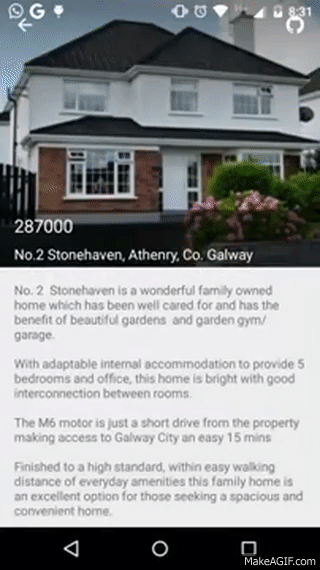 8:31
287000
No.2 Stonehaven, Athenry, Co. Galway
No. 2  Stonehaven is a wonderful family owned
home which has been well cared for and has the
benefit of beautiful gardens  and garden gym/
garage.
With adaptable internal accommodation to provide 5
bedrooms and office, this home is bright with good
interconnection between rooms.
The M6 motor is just a short drive from the property
making access to Galway City an easy 15 mins
Finished to a high standard, within easy walking
distance of everyday amenities this family home is
an excellent option for those seeking a spacious and
convenient home.
MakeAGIF.com